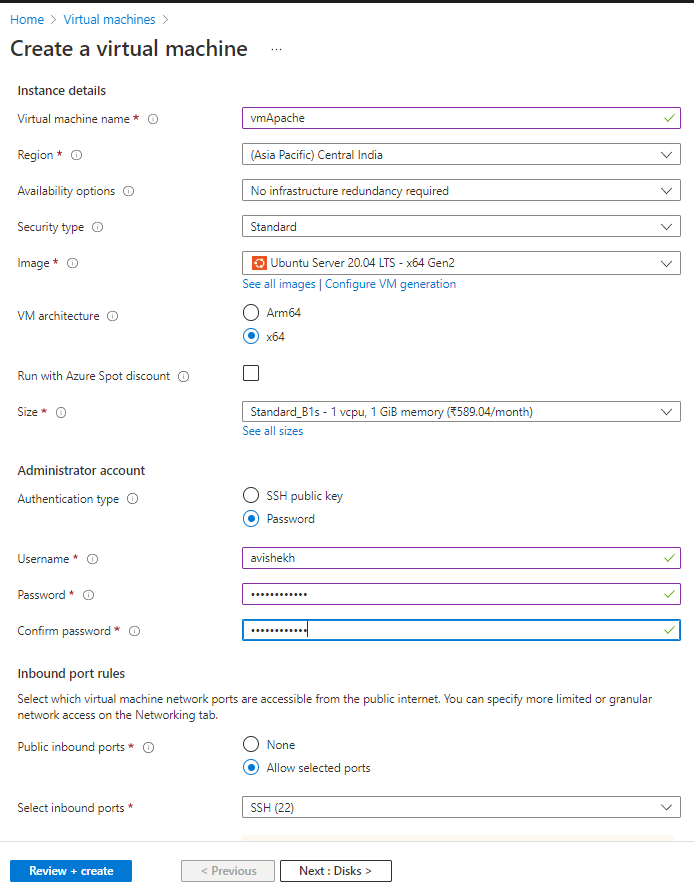 Home > Virtual machines >
Create a virtual machine ...
Instance details
Virtual machine name * vmApache
Region * (Asia Pacific) Central India
Availability options No infrastructure redundancy required
Security type Standard
Image * Ubuntu Server 20.04 LTS - x64 Gen2
See all images | Configure VM generation
VM architecture Arm64
x64
Run with Azure Spot discount
Size * Standard_B1s - 1 vcpu, 1 GiB memory (₹589.04/month)
See all sizes
Administrator account
Authentication type SSH public key
Password
Username * avishekh
Password * ••••••••••••
Confirm password * ••••••••••••
Inbound port rules
Select which virtual machine network ports are accessible from the public internet. You can specify more limited or granular
network access on the Networking tab.
Public inbound ports * None
Allow selected ports
Select inbound ports * SSH (22)
Review + create < Previous Next : Disks >